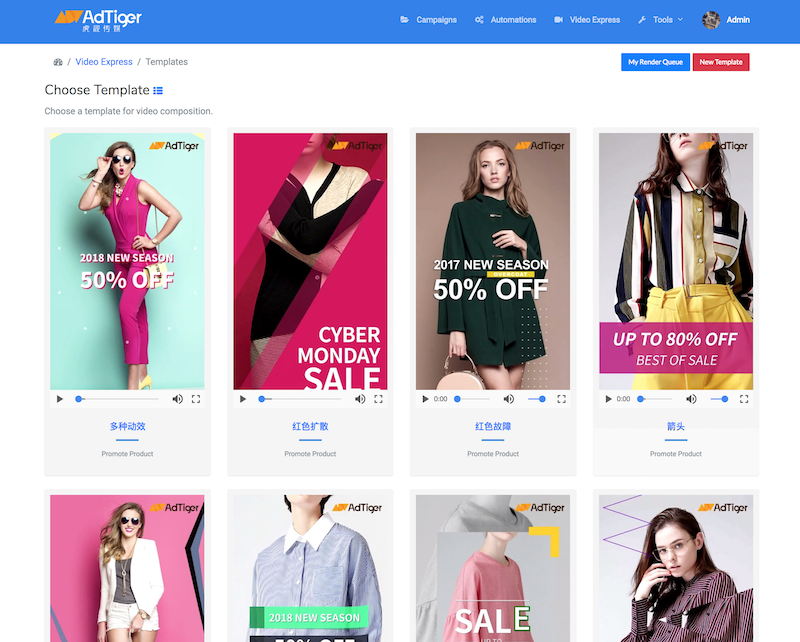 AdTiger
虎视传媒
Campaigns
Automations
Video Express
Tools
Admin
/ Video Express / Templates
My Render Queue
New Template
Choose Template
Choose a template for video composition.
AdTiger
2018 NEW SEASON
50% OFF
多种动效
Promote Product
AdTiger
CYBER
MONDAY
SALE
红色扩散
Promote Product
AdTiger
2017 NEW SEASON
OVERCOAT
50% OFF
0:00
红色故障
Promote Product
AdTiger
UP TO 80% OFF
BEST OF SALE
0:00
箭头
Promote Product
AdTiger
AdTiger
2018 NEW SEASON
50% OFF
AdTiger
SALE
UP TO
AdTiger